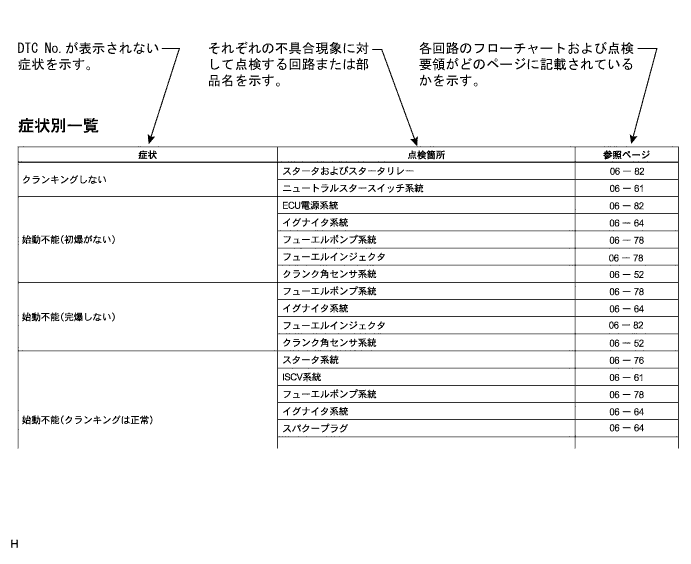 DTC No.が表示されない
症状を示す。
それぞれの不具合現象に対
して点検する回路または部
品名を示す。
各回路のフローチャートおよび点検
要領がどのページに記載されている
かを示す。
症状別一覧
症状 点検箇所 参照ページ
クランキングしない
スタータおよびスタータリレー 06－82
ニュートラルスタースイッチ系統 06－61
始動不能(初爆がない)
ECU電源系統 06－82
イグナイタ系統 06－64
フューエルポンプ系統 06－78
フューエルインジェクタ 06－78
クランク角センサ系統 06－52
始動不能(完爆しない)
フューエルポンプ系統 06－78
イグナイタ系統 06－64
フューエルインジェクタ 06－82
クランク角センサ系統 06－52
始動不能(クランキングは正常)
スタータ系統 06－76
ISCV系統 06－61
フューエルポンプ系統 06－78
イグナイタ系統 06－64
スパクープラグ 06－64
H